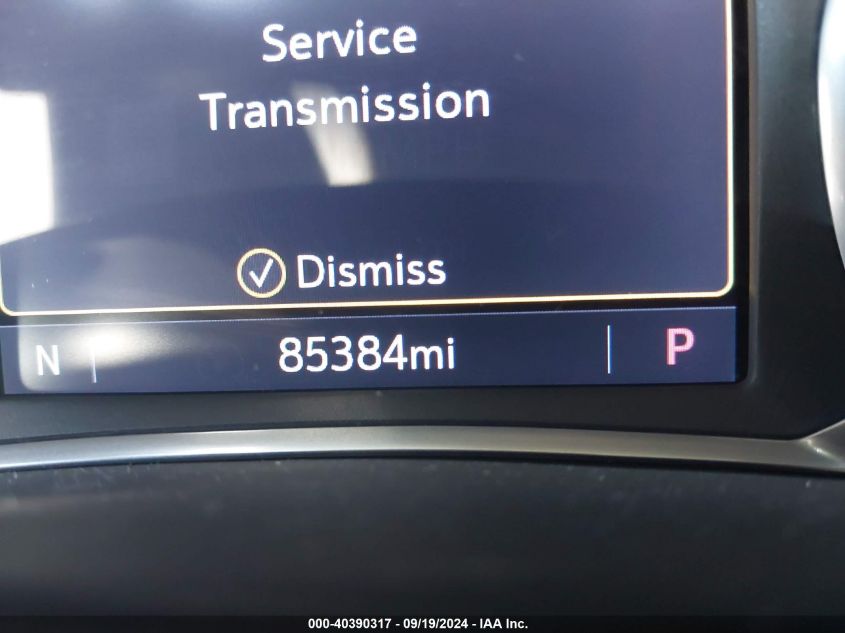 Service
Transmission
Dismiss
N 85384mi P
000-40390317 - 09/19/2024 - IAA Inc.